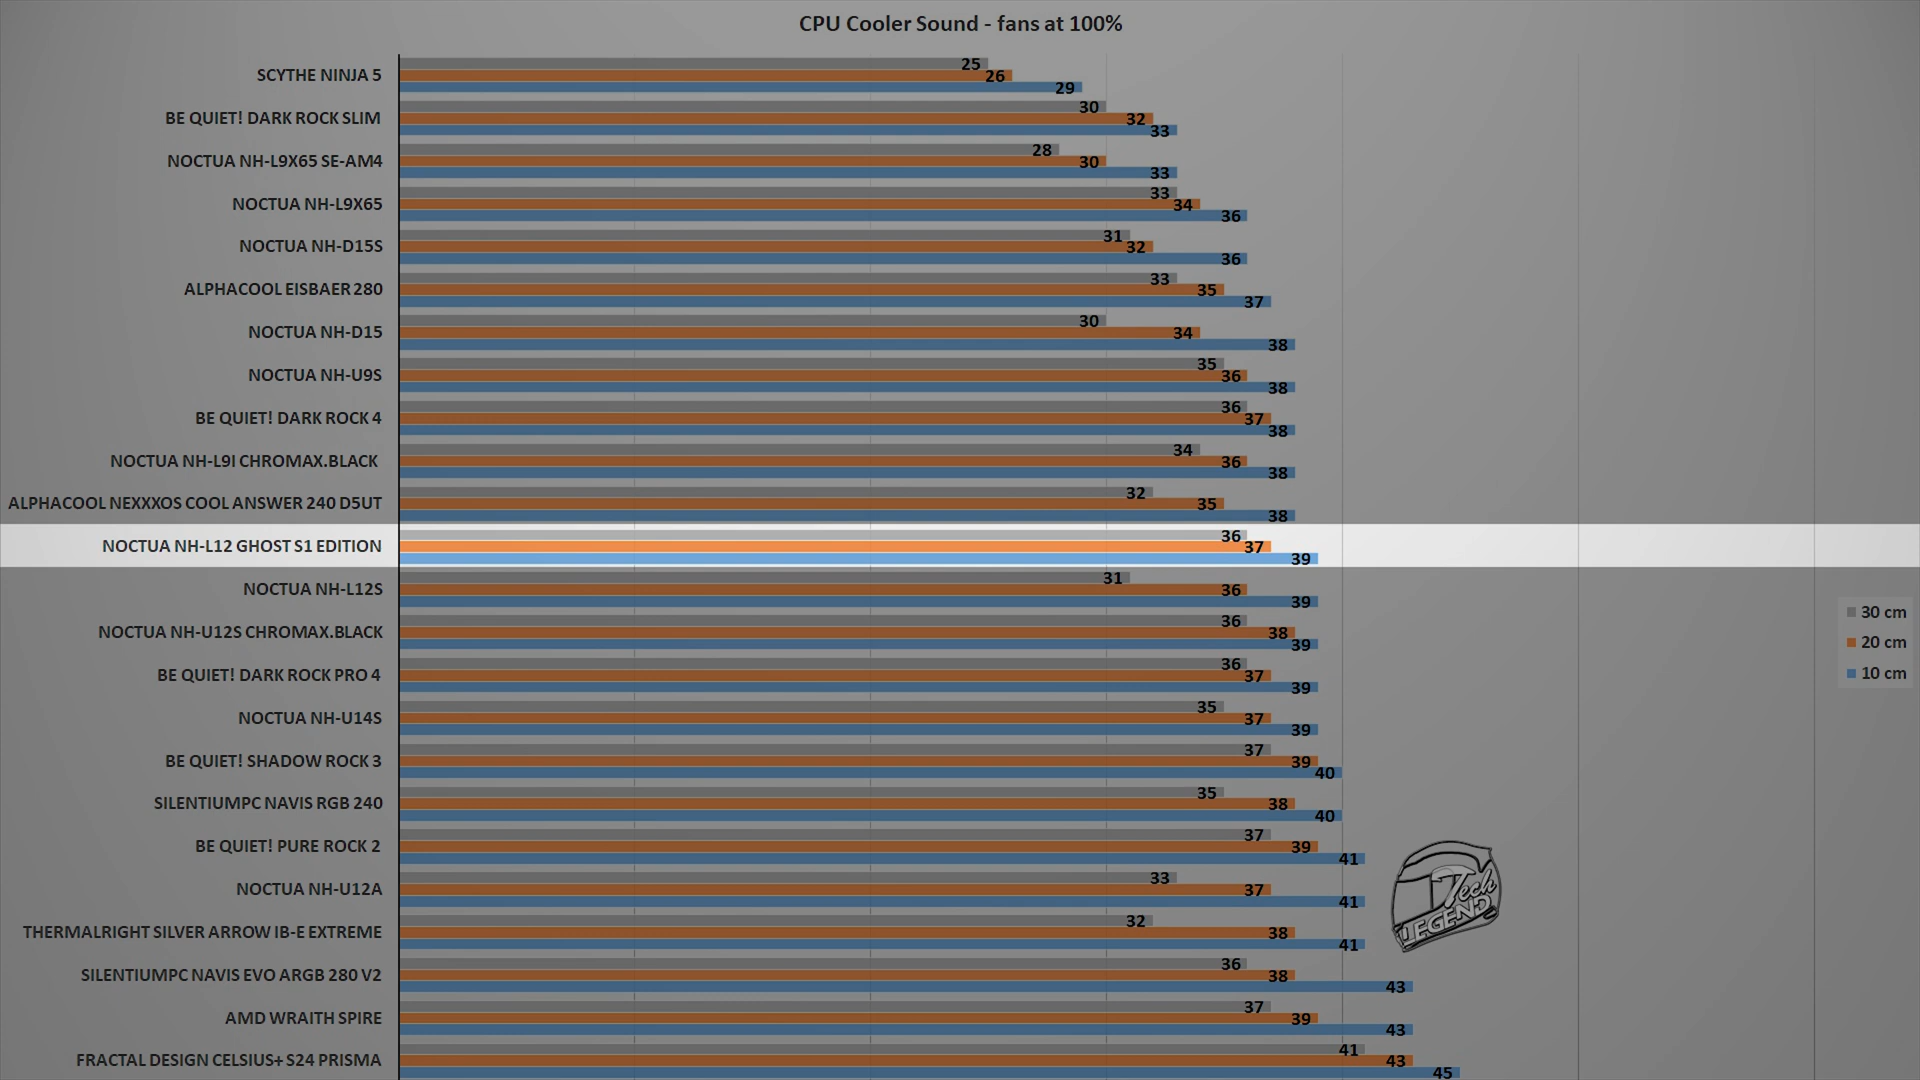 CPU Cooler Sound - fans at 100%
SCYTHE NINJA 5 25 26 29
BE QUIET! DARK ROCK SLIM 30 32 33
NOCTUA NH-L9X65 SE-AM4 28 30 33
NOCTUA NH-L9X65 33 34 36
NOCTUA NH-D15S 31 32 36
ALPHACOOL EISBAER 280 33 35 37
NOCTUA NH-D15 30 34 38
NOCTUA NH-U9S 35 36 38
BE QUIET! DARK ROCK 4 36 37 38
NOCTUA NH-L9I CHROMAX.BLACK 34 36 38
ALPHACOOL NEXXXOS COOL ANSWER 240 D5UT 32 35 38
NOCTUA NH-L12 GHOST S1 EDITION 36 37 39
NOCTUA NH-L12S 31 36 39
NOCTUA NH-U12S CHROMAX.BLACK 36 38 39
BE QUIET! DARK ROCK PRO 4 36 37 39
NOCTUA NH-U14S 35 37 39
BE QUIET! SHADOW ROCK 3 37 39 40
SILENTIUMPC NAVIS RGB 240 35 38 40
BE QUIET! PURE ROCK 2 37 39 41
NOCTUA NH-U12A 33 37 41
THERMALRIGHT SILVER ARROW IB-E EXTREME 32 38 41
SILENTIUMPC NAVIS EVO ARGB 280 V2 36 38 43
AMD WRAITH SPIRE 37 39 43
FRACTAL DESIGN CELSIUS+ S24 PRISMA 41 43 45
30 cm
20 cm
10 cm
Tech
LEGEND